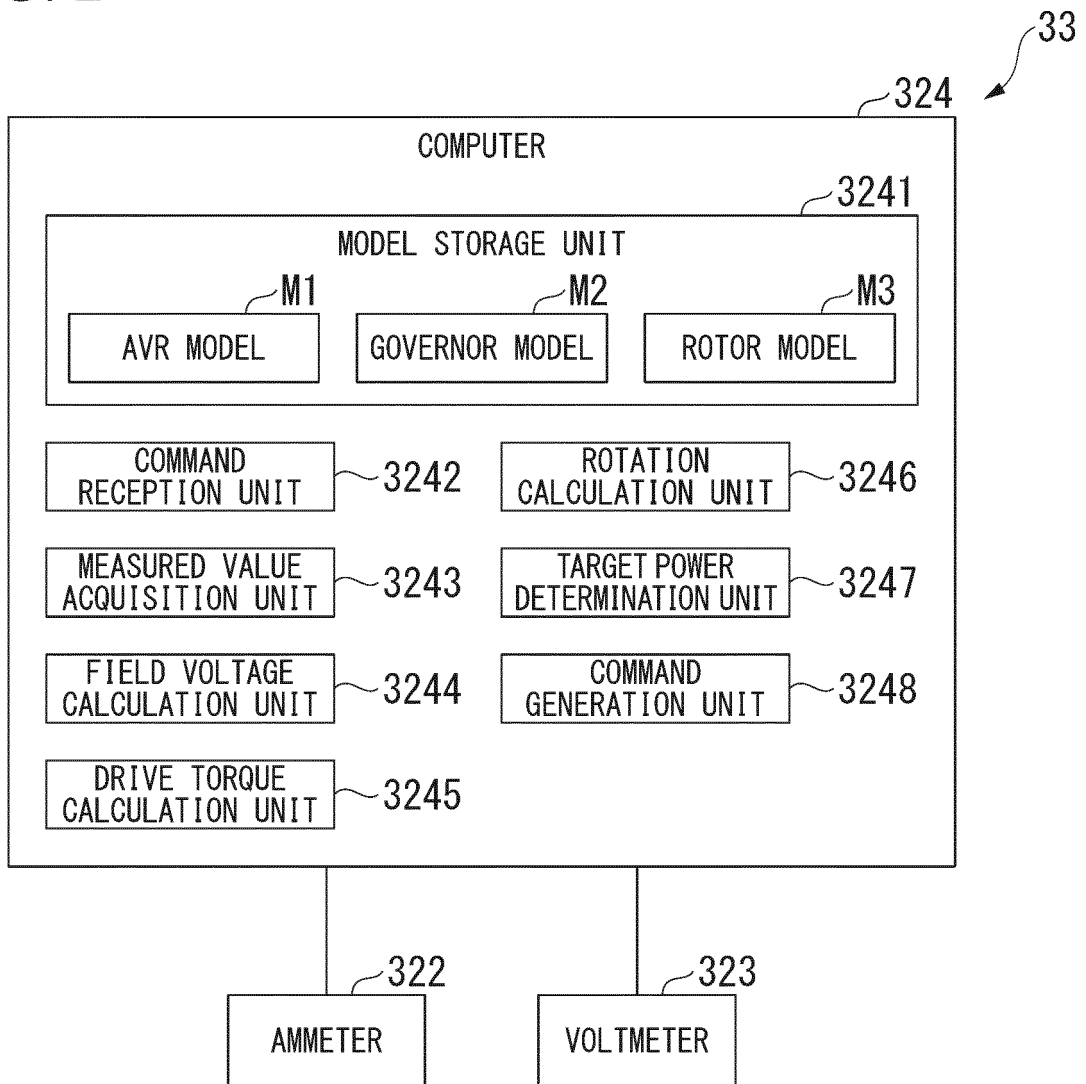 33
324
COMPUTER
3241
MODEL STORAGE UNIT
M1
M2
M3
AVR MODEL
GOVERNOR MODEL
ROTOR MODEL
COMMAND
RECEPTION UNIT
3242
ROTATION
CALCULATION UNIT
3246
MEASURED VALUE
ACQUISITION UNIT
3243
TARGET POWER
DETERMINATION UNIT
3247
FIELD VOLTAGE
CALCULATION UNIT
3244
COMMAND
GENERATION UNIT
3248
DRIVE TORQUE
CALCULATION UNIT
3245
322
323
AMMETER
VOLTMETER